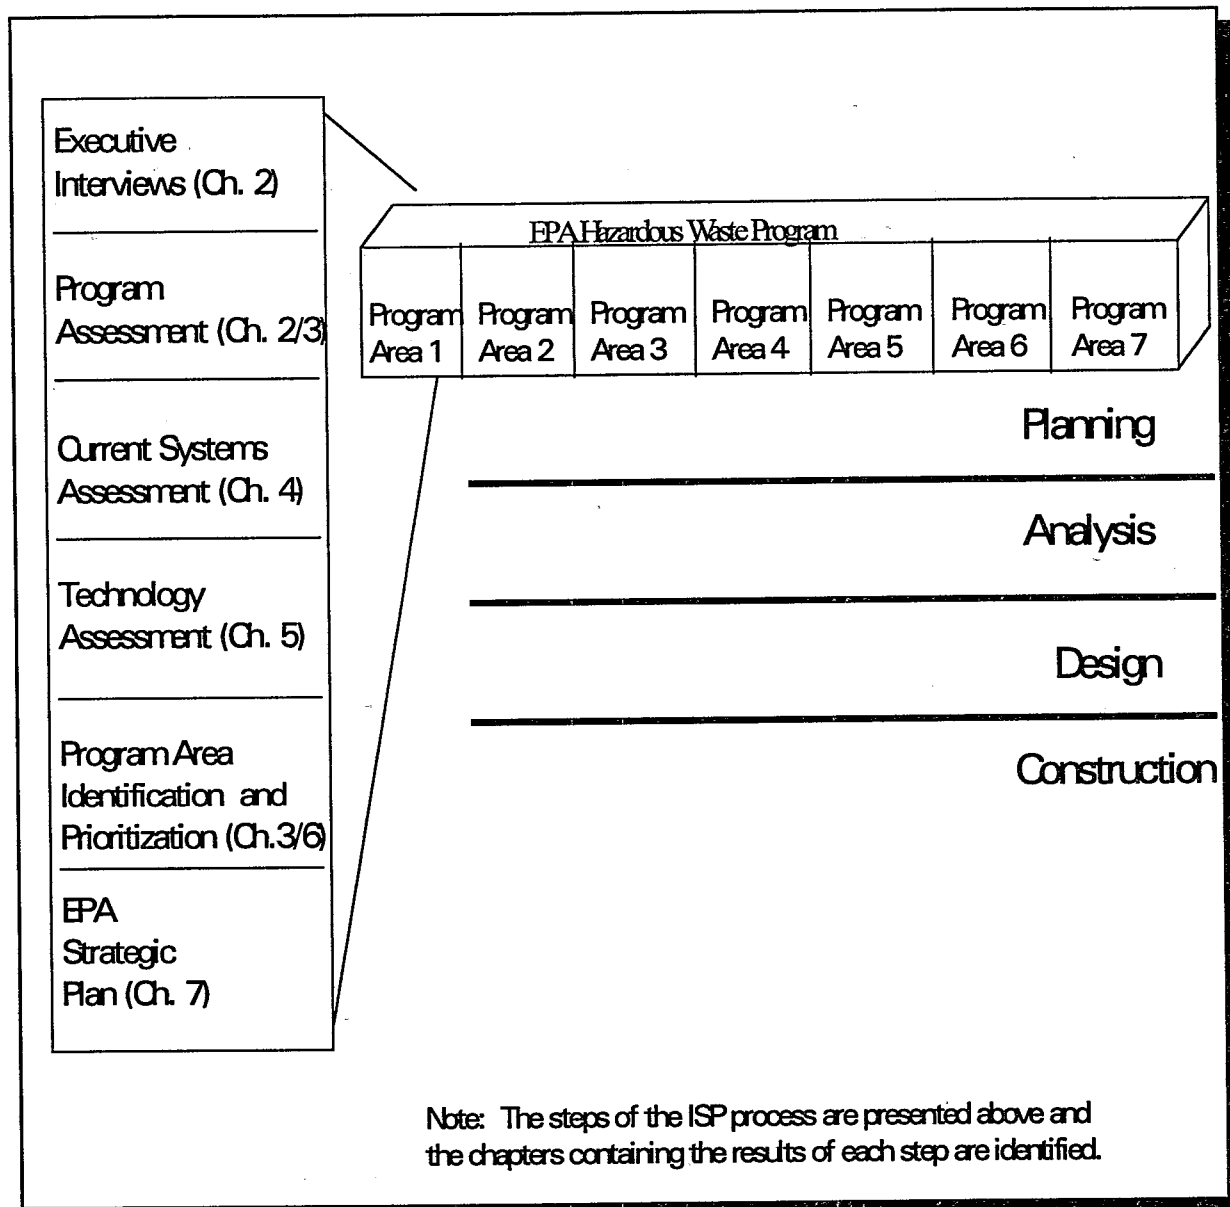 Executive
Interviews (Ch. 2)
Program
Assessment (Ch. 2/3)
Current Systems
Assessment (Ch. 4)
Technology
Assessment (Ch. 5)
Program Area
Identification and
Prioritization (Ch.3/6)
EPA
Strategic
Plan (Ch. 7)
EPA Hazardous Waste Program
Program Area 1
Program Area 2
Program Area 3
Program Area 4
Program Area 5
Program Area 6
Program Area 7
Planning
Analysis
Design
Construction
Note: The steps of the ISP process are presented above and
the chapters containing the results of each step are identified.